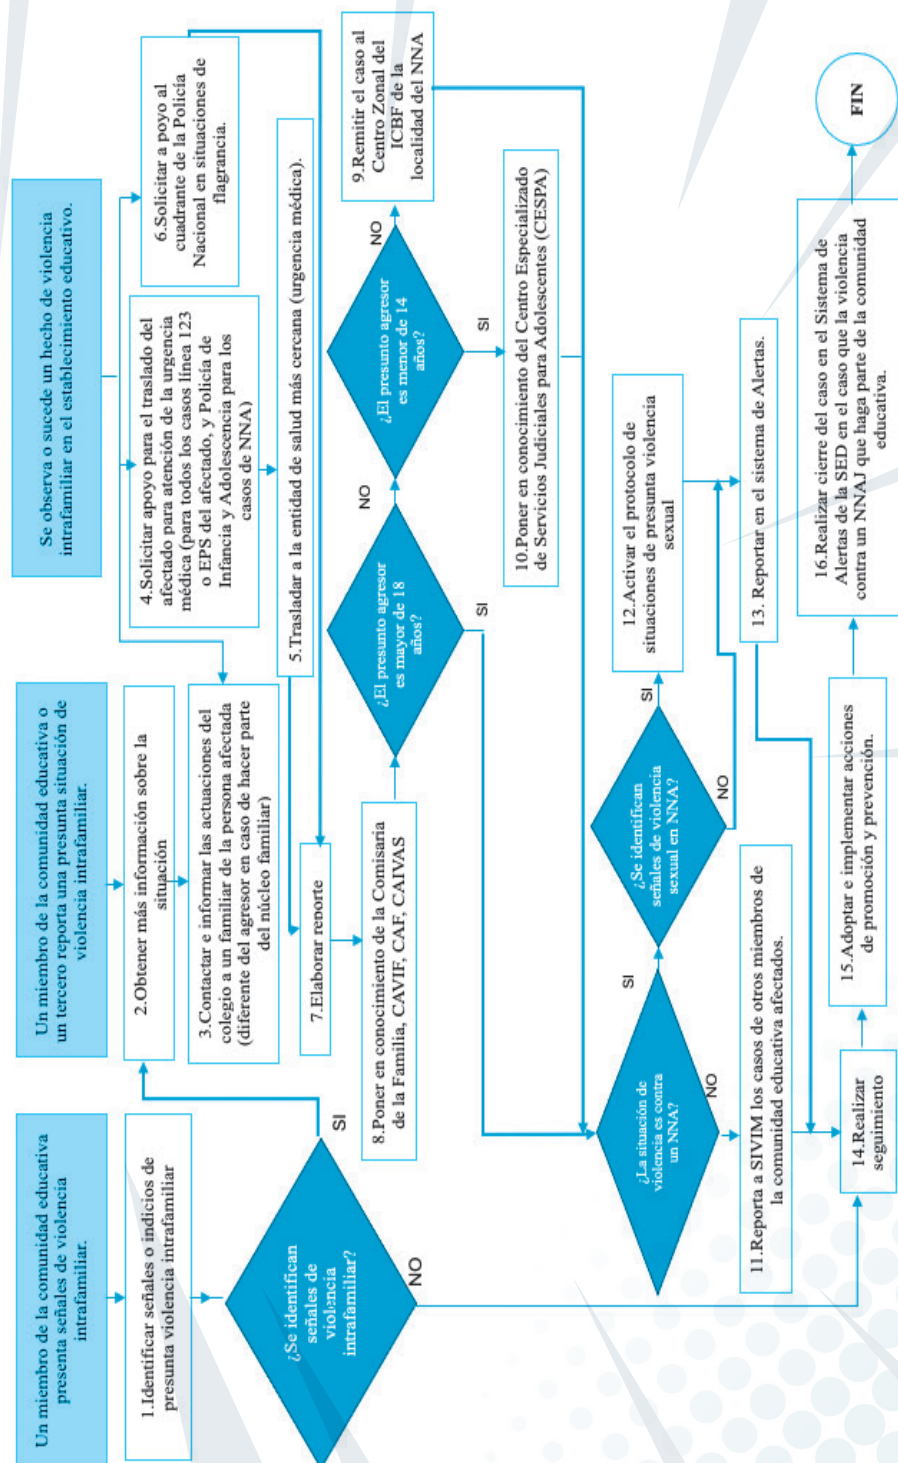 Un miembro de la comunidad educativa
presenta señales de violencia
intrafamiliar.
1.Identificar señales o indicios de
presunta violencia intrafamiliar
¿Se identifican
señales de
violencia
intrafamiliar?
SI
NO
Un miembro de la comunidad educativa o
un tercero reporta una presunta situación de
violencia intrafamiliar.
2.Obtener más información sobre la
situación
3.Contactar e informar las actuaciones del
colegio a un familiar de la persona afectada
(diferente del agresor en caso de hacer parte
del núcleo familiar)
Se observa o sucede un hecho de violencia
intrafamiliar en el establecimiento educativo.
4.Solicitar apoyo para el traslado del
afectado para atención de la urgencia
médica (para todos los casos línea 123
o EPS del afectado, y Policía de
Infancia y Adolescencia para los
casos de NNA)
6.Solicitar a poyo al
cuadrante de la Policía
Nacional en situaciones de
flagrancia.
5.Trasladar a la entidad de salud más cercana (urgencia médica).
7.Elaborar reporte
8.Poner en conocimiento de la Comisaria
de la Familia, CAVIF, CAF, CAIVAS
¿El presunto agresor
es mayor de 18
años?
NO
SI
¿El presunto agresor
es menor de 14
años?
NO
SI
9.Remitir el caso al
Centro Zonal del
ICBF de la
localidad del NNA
10.Poner en conocimiento del Centro Especializado
de Servicios Judiciales para Adolescentes (CESPA)
¿La situación de
violencia es contra
un NNA?
SI
NO
¿Se identifican
señales de violencia
sexual en NNA?
SI
NO
12.Activar el protocolo de
situaciones de presunta violencia
sexual
11.Reporta a SIVIM los casos de otros miembros de
la comunidad educativa afectados.
13. Reportar en el sistema de Alertas.
14.Realizar
seguimiento
15.Adoptar e implementar acciones
de promoción y prevención.
16.Realizar cierre del caso en el Sistema de
Alertas de la SED en el caso que la violencia
contra un NNAJ que haga parte de la comunidad
educativa.
FIN